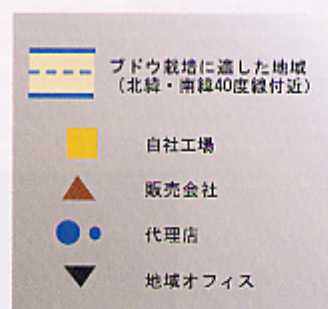 ブドウ栽培に適した地域
（北緯・南緯40度線付近）
自社工場
販売会社
代理店
地域オフィス